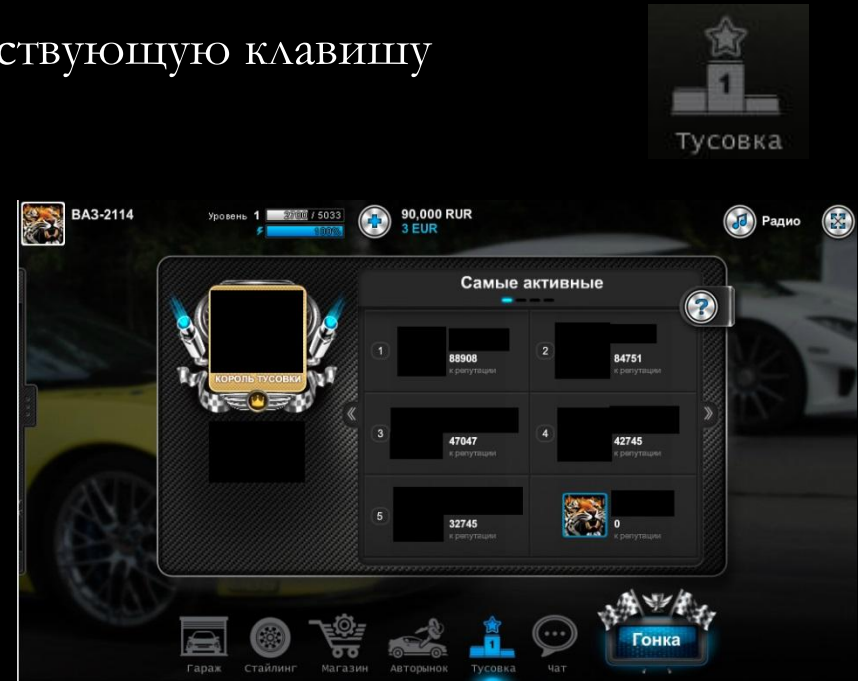 ствующую клавишу
1
Тусовка
ВАЗ-2114
Уровень 1 2700 / 5033
100%
90,000 RUR
3 EUR
Радио
Самые активные
?
КОРОЛЬ ТУСОВКИ
1
88908
к репутации
2
84751
к репутации
3
47047
к репутации
4
42745
к репутации
5
32745
к репутации
0
к репутации
1
Гараж
Стайлинг
Магазин
Авторынок
Тусовка
Чат
Гонка